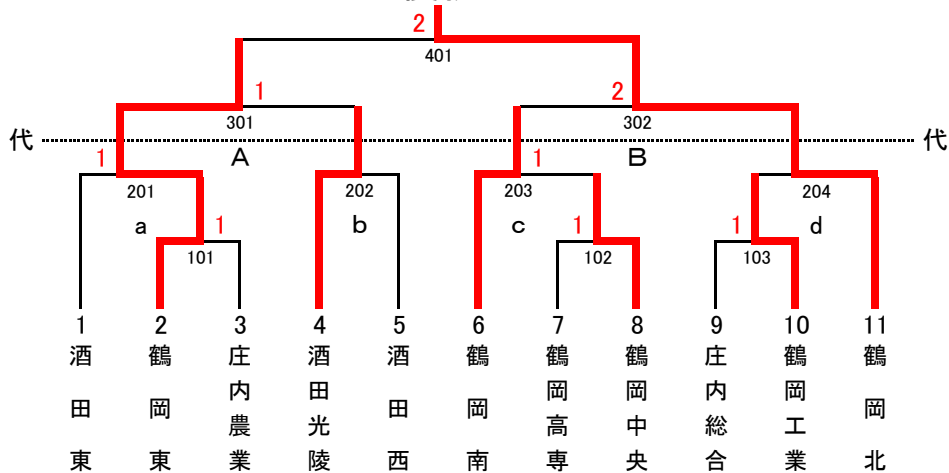 2
401
1
2
301
302
代
代
1
A
1
B
201
202
203
204
a
1
b
c
1
1
d
101
102
103
1
2
3
4
5
6
7
8
9
10
11
酒田東
鶴岡東
庄内農業
酒田光陵
酒田西
鶴岡南
鶴岡高専
鶴岡中央
庄内総合
鶴岡工業
鶴岡北